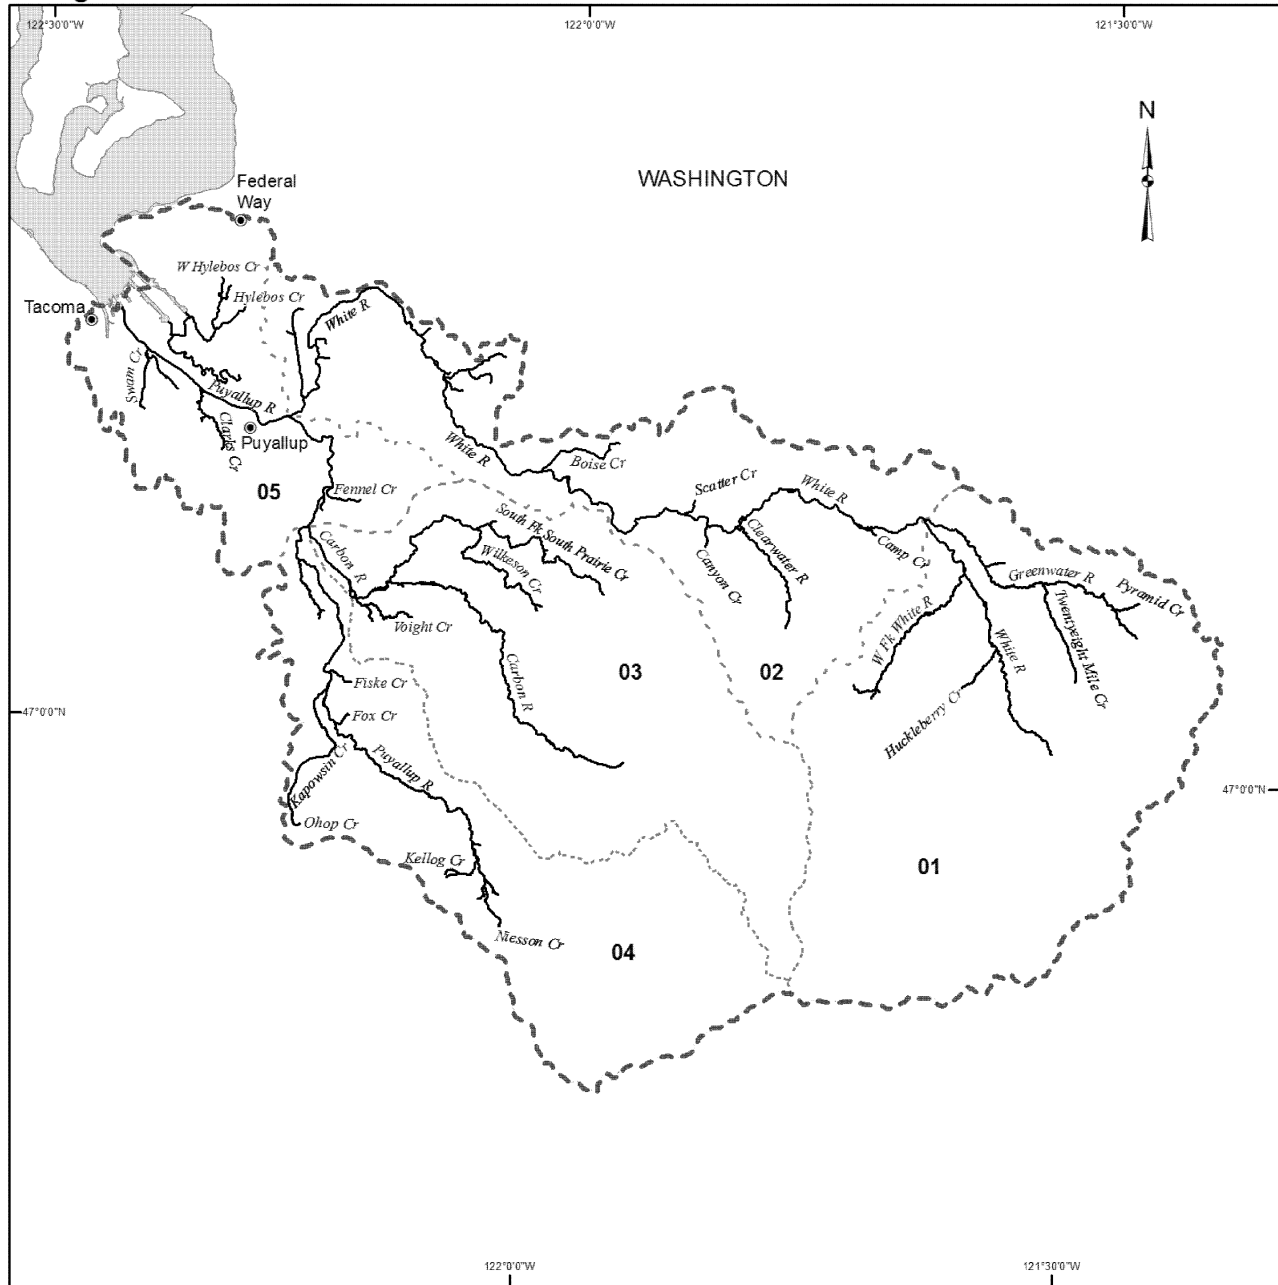 122°30'0"W
122°0'0"W
121°30'0"W
N
WASHINGTON
Federal
Way
W Hylebos Cr
Hylebos Cr
Tacoma
White R
Swam Cr
Puyallup R
Clarks Cr
Puyallup
White R
Boise Cr
Scatter Cr
White R
05
Fennel Cr
South Fk South Prairie Cr
Clearwater R
Camp Cr
Carbon R
Wilkeson Cr
Canyon Cr
Greenwater R
Pyramid Cr
Voight Cr
W Fk White R
Twentyeight Mile Cr
White R
03
02
Fiske Cr
Carbon R
Huckleberry Cr
47°0'0"N
Fox Cr
Kapowsin Cr
Puyallup R
47°0'0"N
Ohop Cr
Kellog Cr
01
Niesson Cr
04
122°0'0"W
121°30'0"W